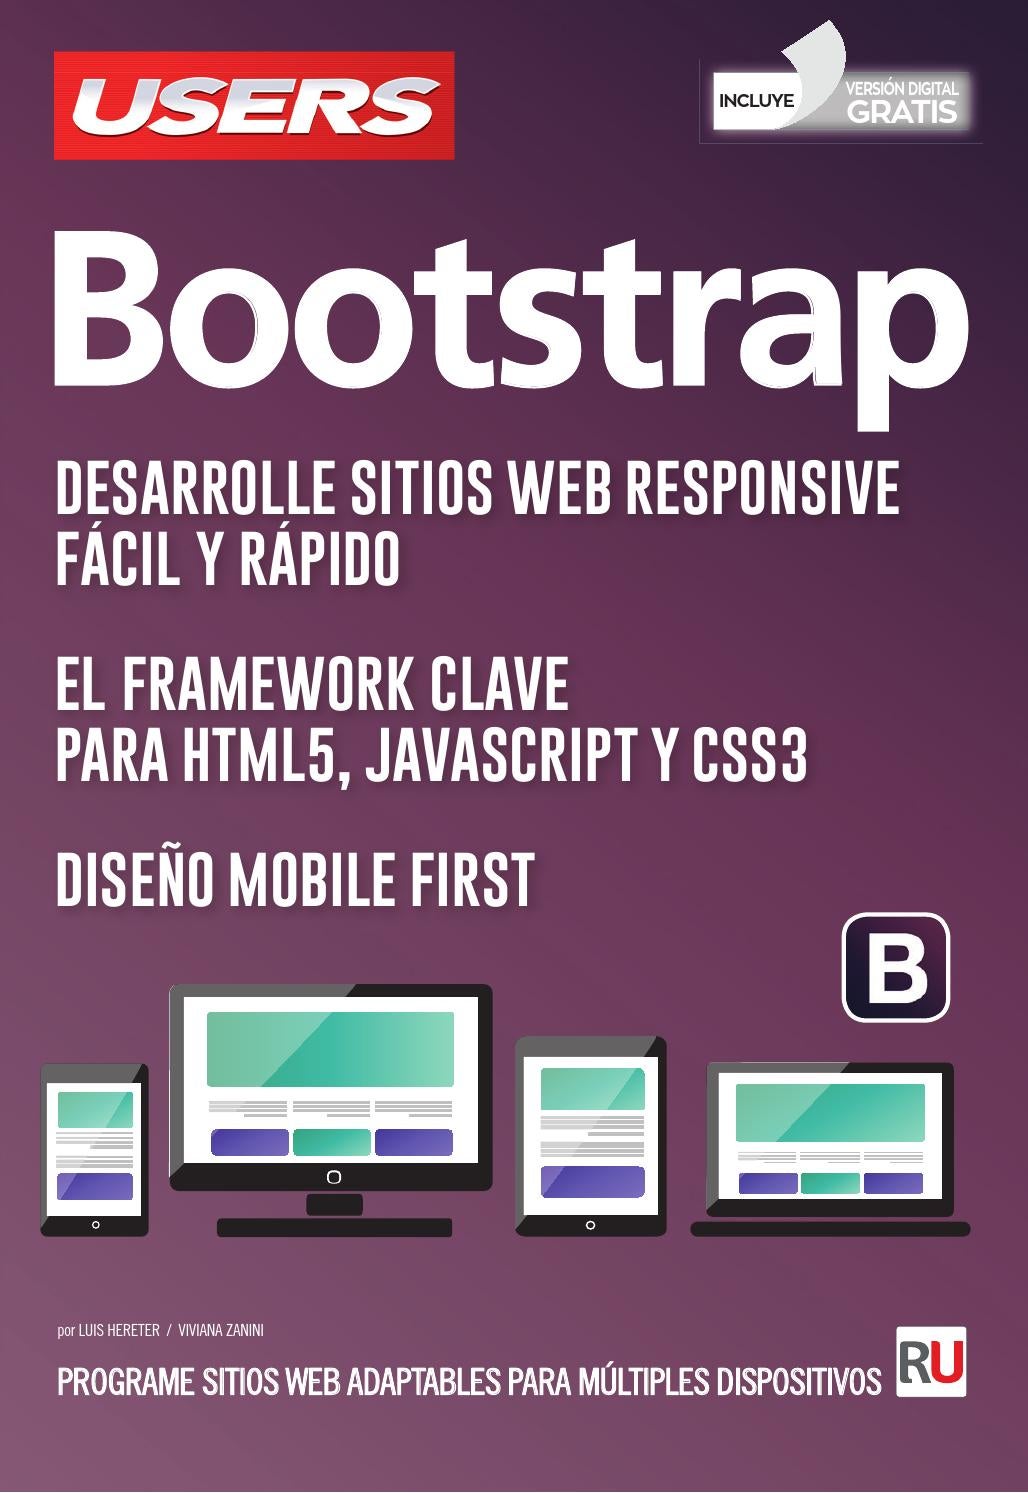 USERS
INCLUYE
VERSIÓN DIGITAL
GRATIS
Bootstrap
DESARROLLE SITIOS WEB RESPONSIVE
FÁCIL Y RÁPIDO
EL FRAMEWORK CLAVE
PARA HTML5, JAVASCRIPT Y CSS3
DISEÑO MOBILE FIRST
B
por LUIS HERETER / VIVIANA ZANINI
PROGRAME SITIOS WEB ADAPTABLES PARA MÚLTIPLES DISPOSITIVOS
RU